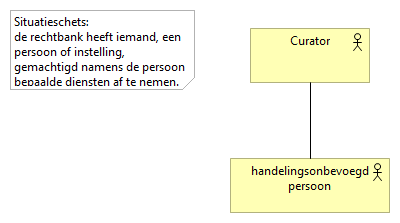 Situatieschets:
de rechtbank heeft iemand, een
persoon of instelling,
gemachtigd namens de persoon
bepaalde diensten af te nemen.
Curator
handelingsonbevoegd
persoon